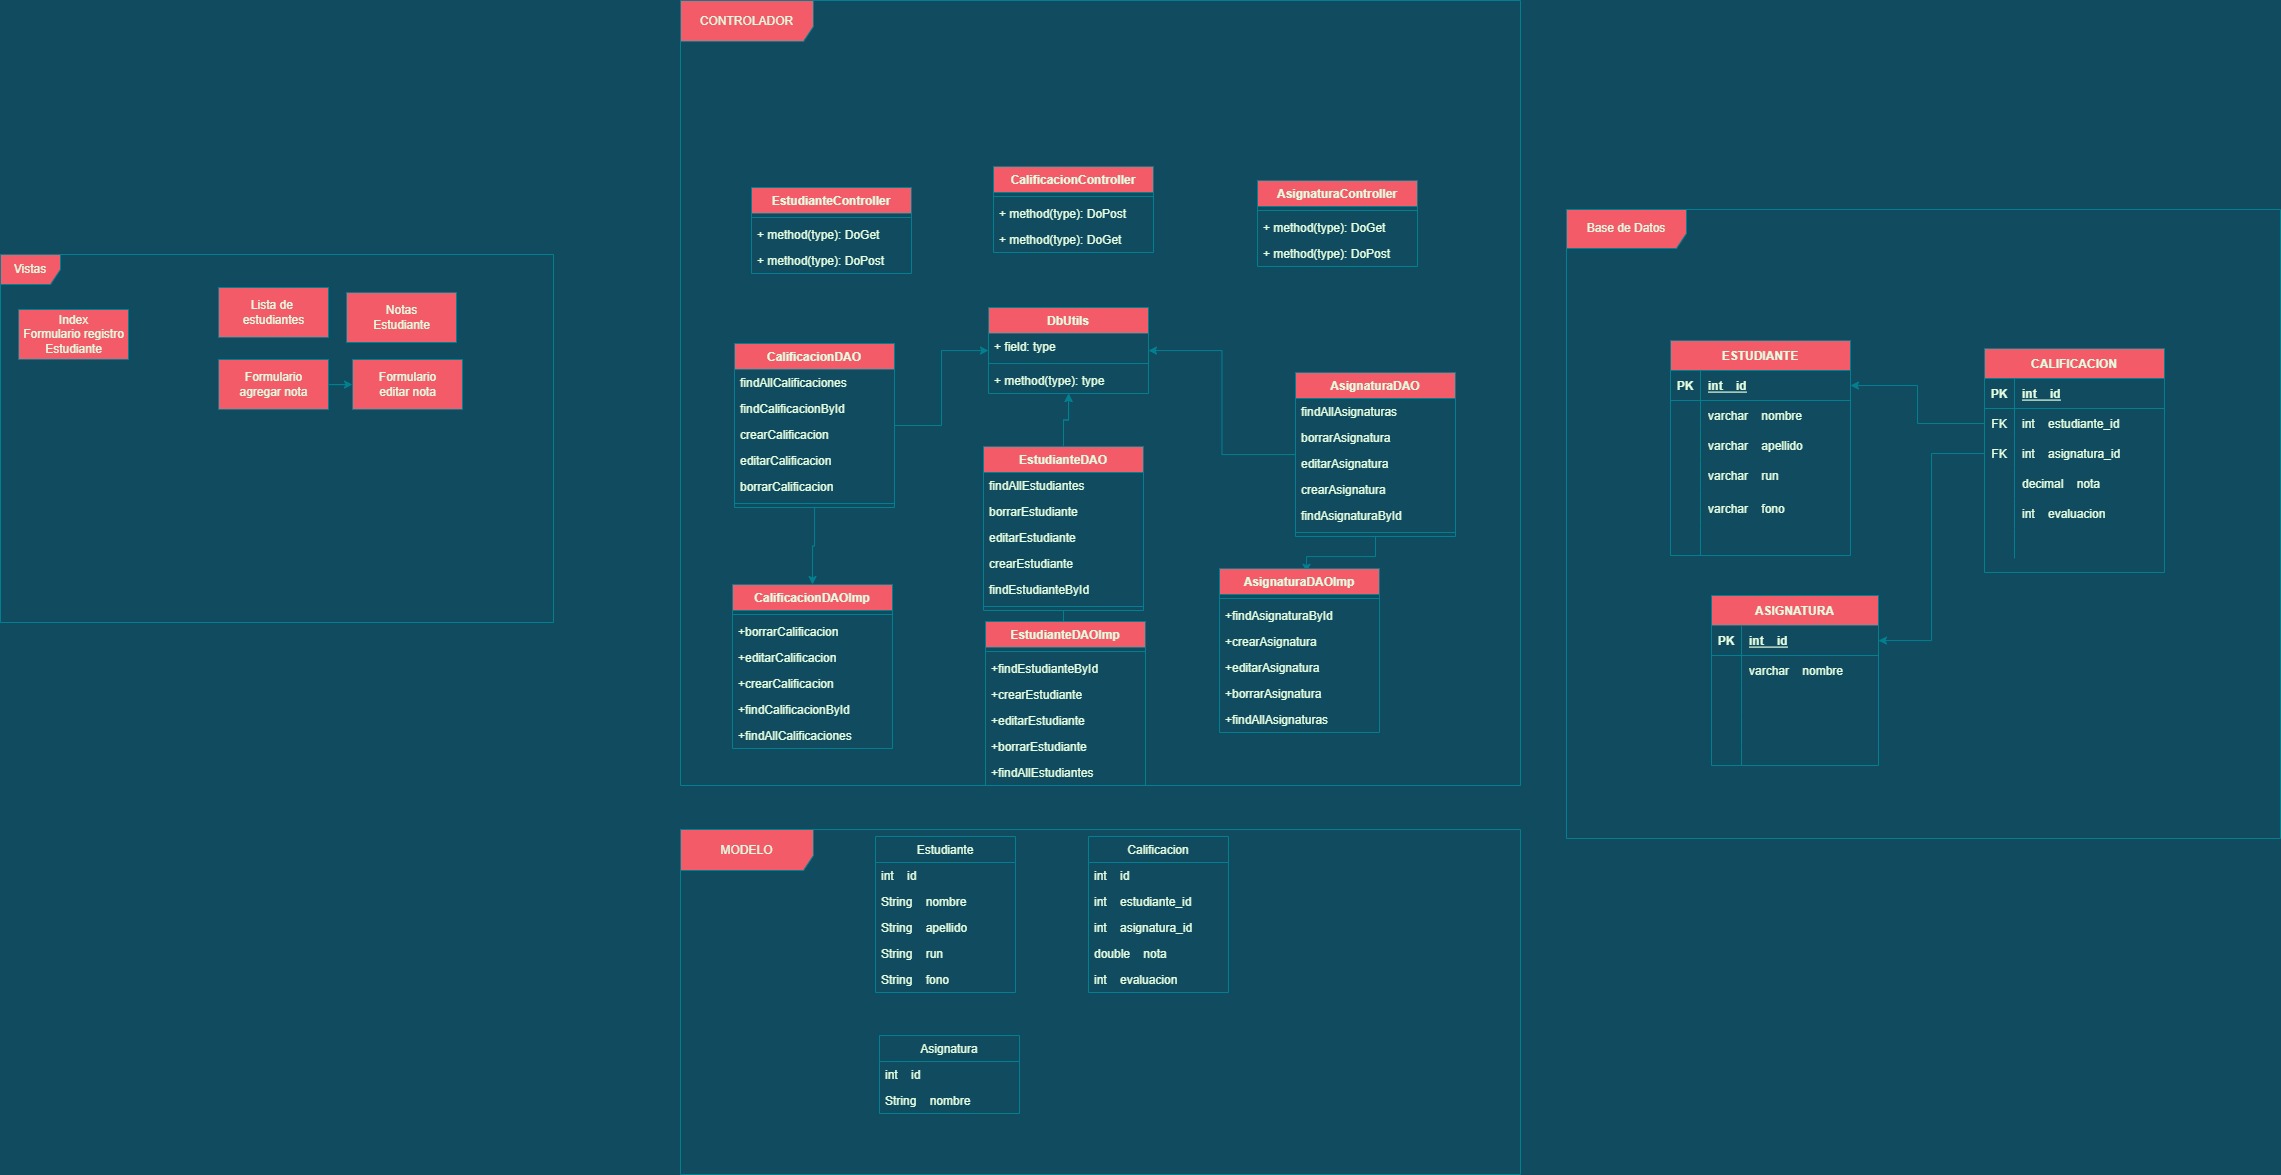 Vistas
Index
Formulario registro
Estudiante
Lista de
estudiantes
Notas
Estudiante
Formulario
agregar nota
Formulario
editar nota
CONTROLADOR
EstudianteController
+ method(type): DoGet
+ method(type): DoPost
CalificacionController
+ method(type): DoPost
+ method(type): DoGet
AsignaturaController
+ method(type): DoGet
+ method(type): DoPost
DbUtils
+ field: type
+ method(type): type
CalificacionDAO
findAllCalificaciones
findCalificacionById
crearCalificacion
editarCalificacion
borrarCalificacion
EstudianteDAO
findAllEstudiantes
borrarEstudiante
editarEstudiante
crearEstudiante
findEstudianteById
AsignaturaDAO
findAllAsignaturas
borrarAsignatura
editarAsignatura
crearAsignatura
findAsignaturaById
CalificacionDAOImp
+borrarCalificacion
+editarCalificacion
+crearCalificacion
+findCalificacionById
+findAllCalificaciones
EstudianteDAOImp
+findEstudianteById
+crearEstudiante
+editarEstudiante
+borrarEstudiante
+findAllEstudiantes
AsignaturaDAOImp
+findAsignaturaById
+crearAsignatura
+editarAsignatura
+borrarAsignatura
+findAllAsignaturas
MODELO
Estudiante
int id
String nombre
String apellido
String run
String fono
Calificacion
int id
int estudiante_id
int asignatura_id
double nota
int evaluacion
Asignatura
int id
String nombre
Base de Datos
ESTUDIANTE
PK int id
varchar nombre
varchar apellido
varchar run
varchar fono
CALIFICACION
PK int id
FK int estudiante_id
FK int asignatura_id
decimal nota
int evaluacion
ASIGNATURA
PK int id
varchar nombre